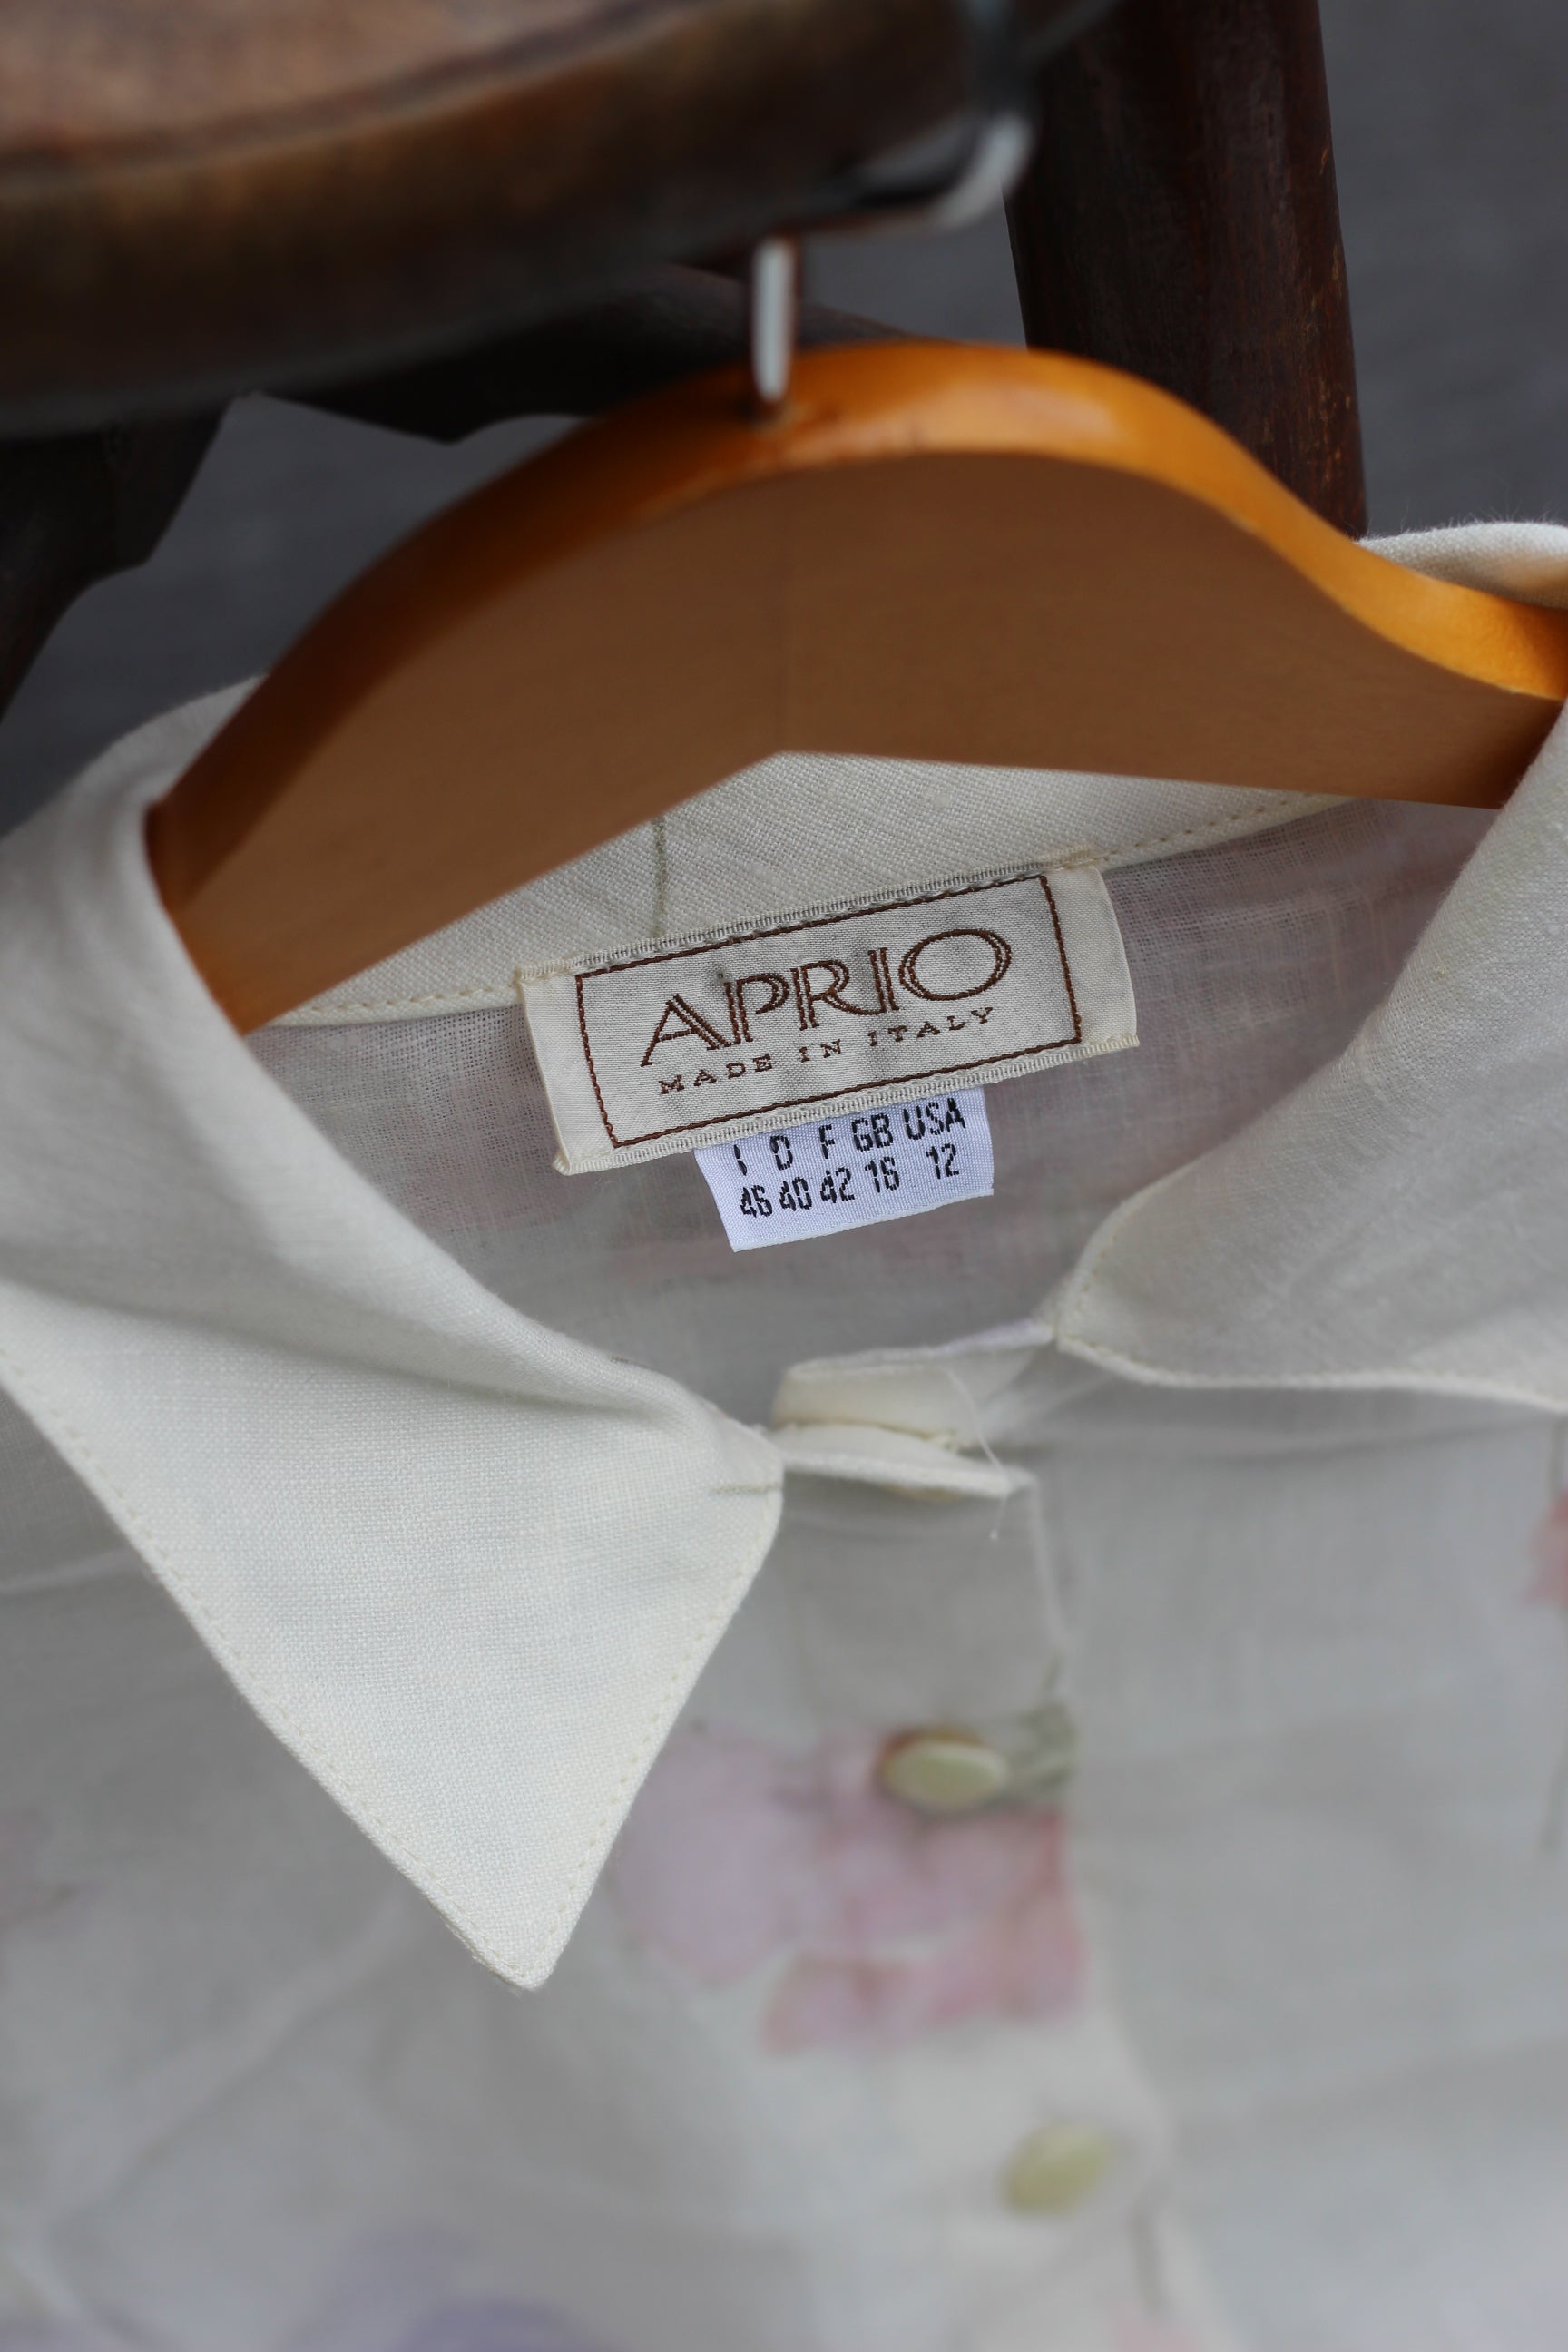 APRIO
MADE IN ITALY
I D F GB USA
46 40 42 16 12